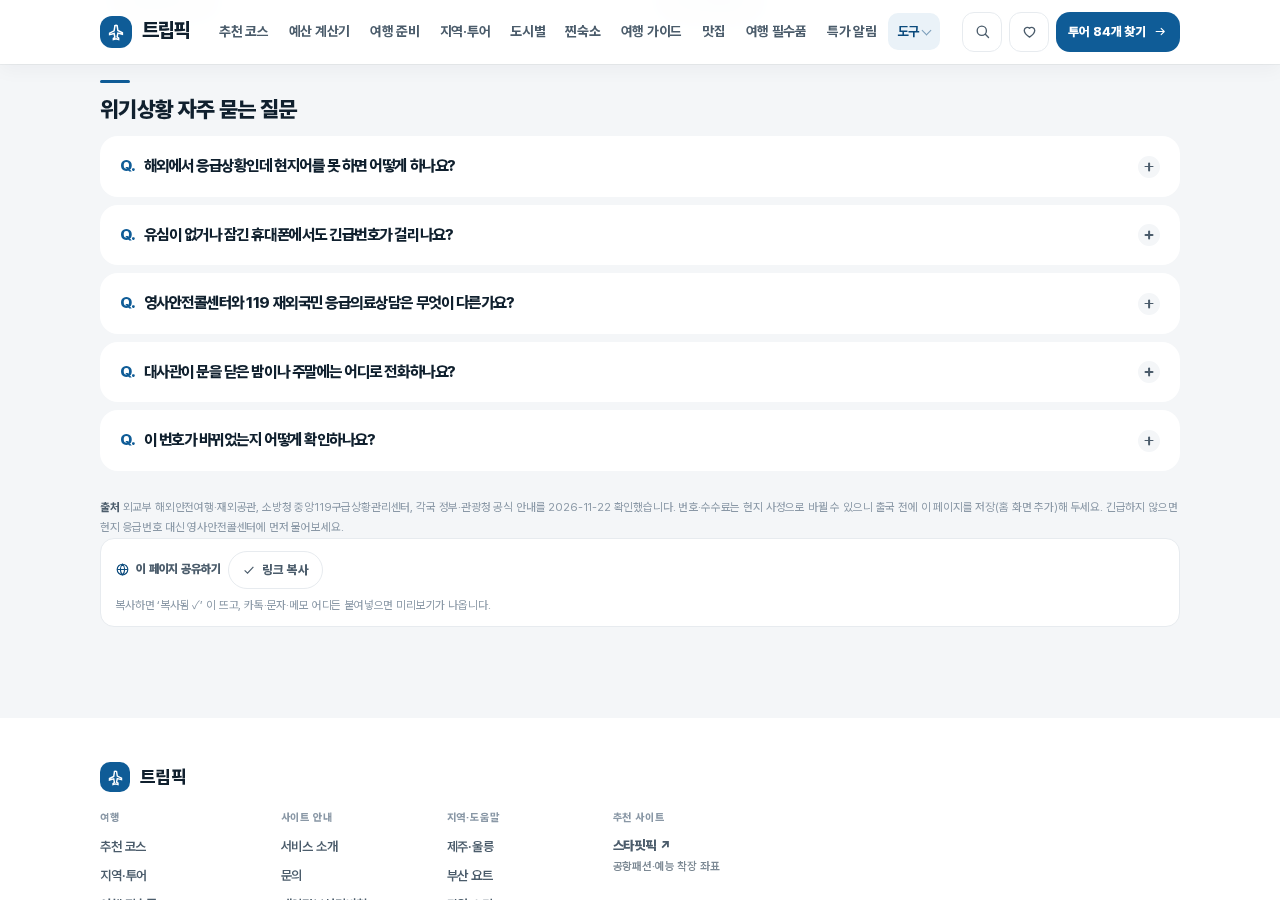 트립픽
추천 코스
예산 계산기
여행 준비
지역·투어
도시별
찐숙소
여행 가이드
맛집
여행 필수품
특가 알림
도구
투어 84개 찾기 →
위기상황 자주 묻는 질문
Q. 해외에서 응급상황인데 현지어를 못 하면 어떻게 하나요?
Q. 유심이 없거나 잠긴 휴대폰에서도 긴급번호가 걸리나요?
Q. 영사안전콜센터와 119 재외국민 응급의료상담은 무엇이 다른가요?
Q. 대사관이 문을 닫은 밤이나 주말에는 어디로 전화하나요?
Q. 이 번호가 바뀌었는지 어떻게 확인하나요?
출처 외교부 해외안전여행·재외공관, 소방청 중앙119구급상황관리센터, 각국 정부·관광청 공식 안내를 2026-11-22 확인했습니다. 번호·수수료는 현지 사정으로 바뀔 수 있으니 출국 전에 이 페이지를 저장(홈 화면 추가)해 두세요. 긴급하지 않으면
현지 응급번호 대신 영사안전콜센터에 먼저 물어보세요.
이 페이지 공유하기
링크 복사
복사하면 ‘복사됨 ✓’ 이 뜨고, 카톡·문자·메모 어디든 붙여넣으면 미리보기가 나옵니다.
트립픽
여행
추천 코스
지역·투어
사이트 안내
서비스 소개
문의
지역·도움말
제주·울릉
부산 요트
추천 사이트
스타핏픽 ↗
공항패션·예능 착장 좌표